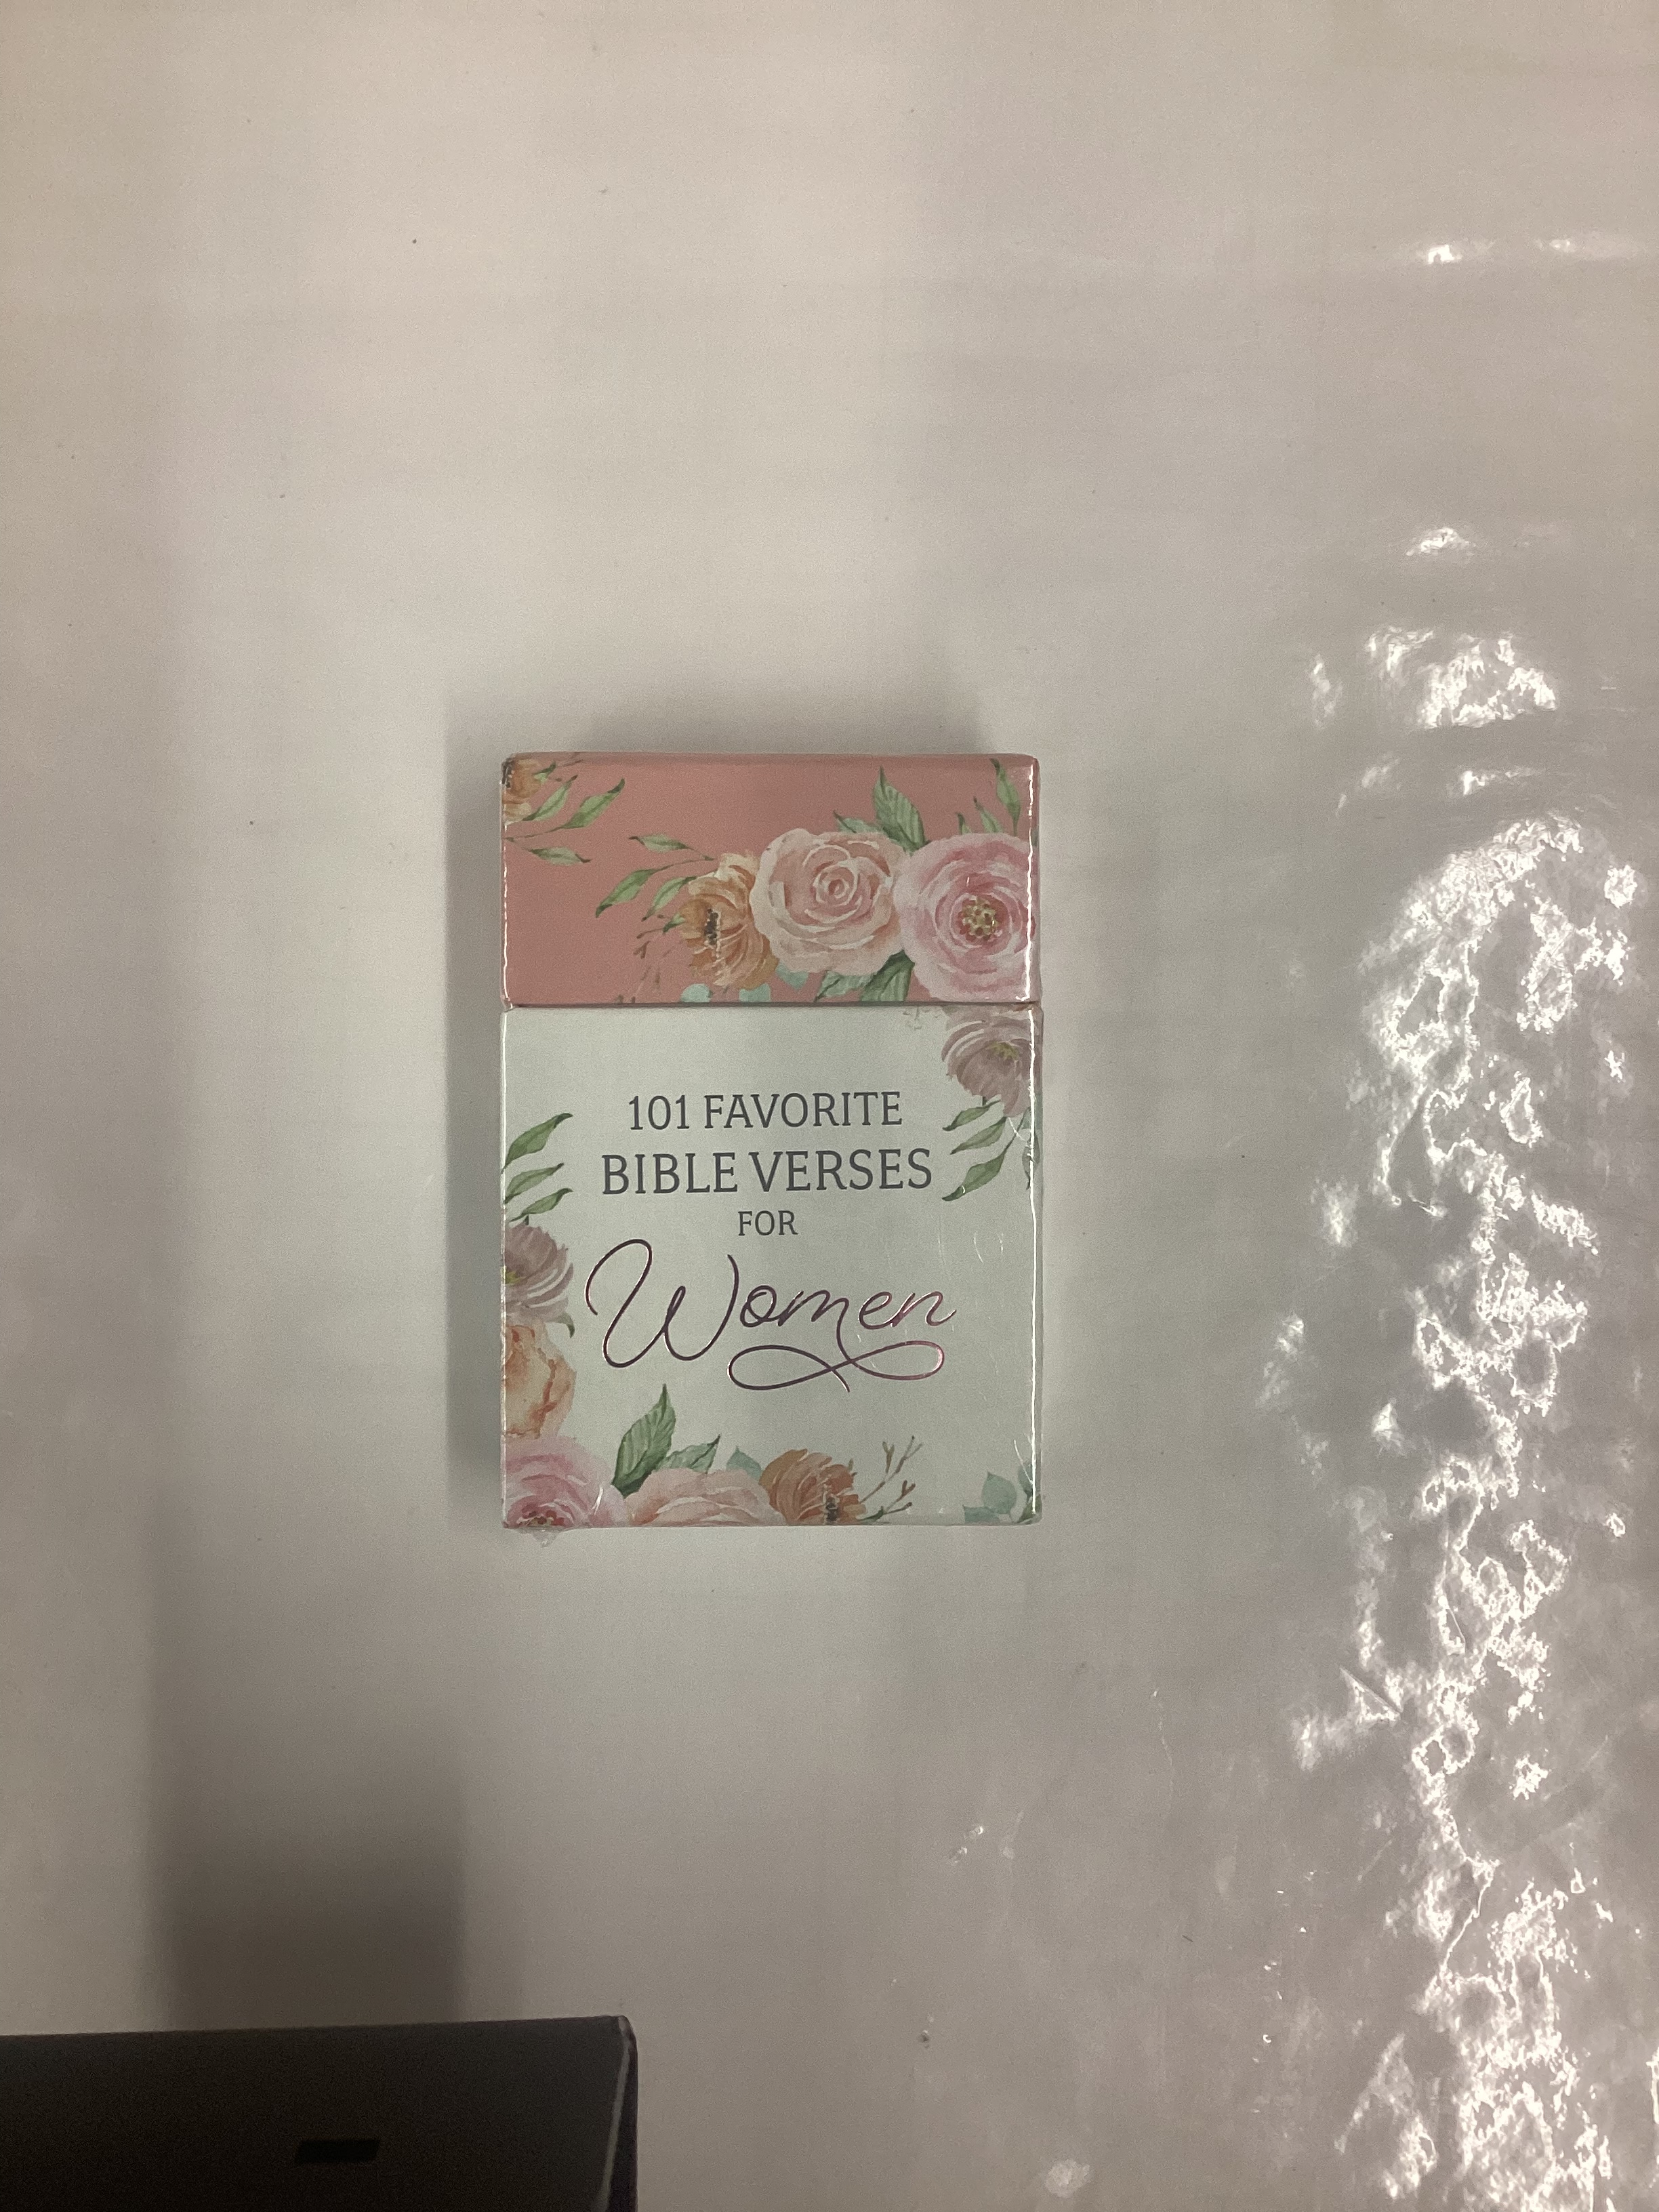 101 FAVORITE
BIBLE VERSES
FOR
Women